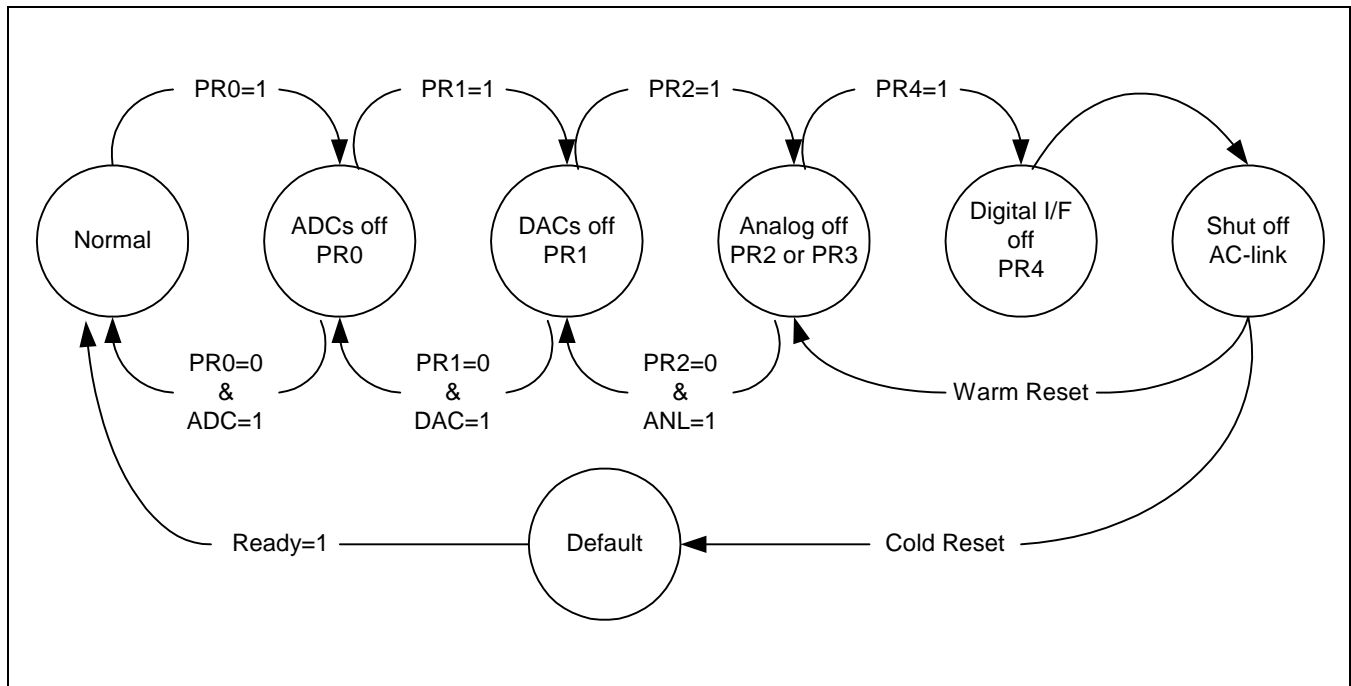 PR0=1
PR1=1
PR2=1
PR4=1
Normal
ADCs off
PR0
DACs off
PR1
Analog off
PR2 or PR3
Digital I/F
off
PR4
Shut off
AC-link
PR0=0
&
ADC=1
PR1=0
&
DAC=1
PR2=0
&
ANL=1
Warm Reset
Ready=1
Default
Cold Reset